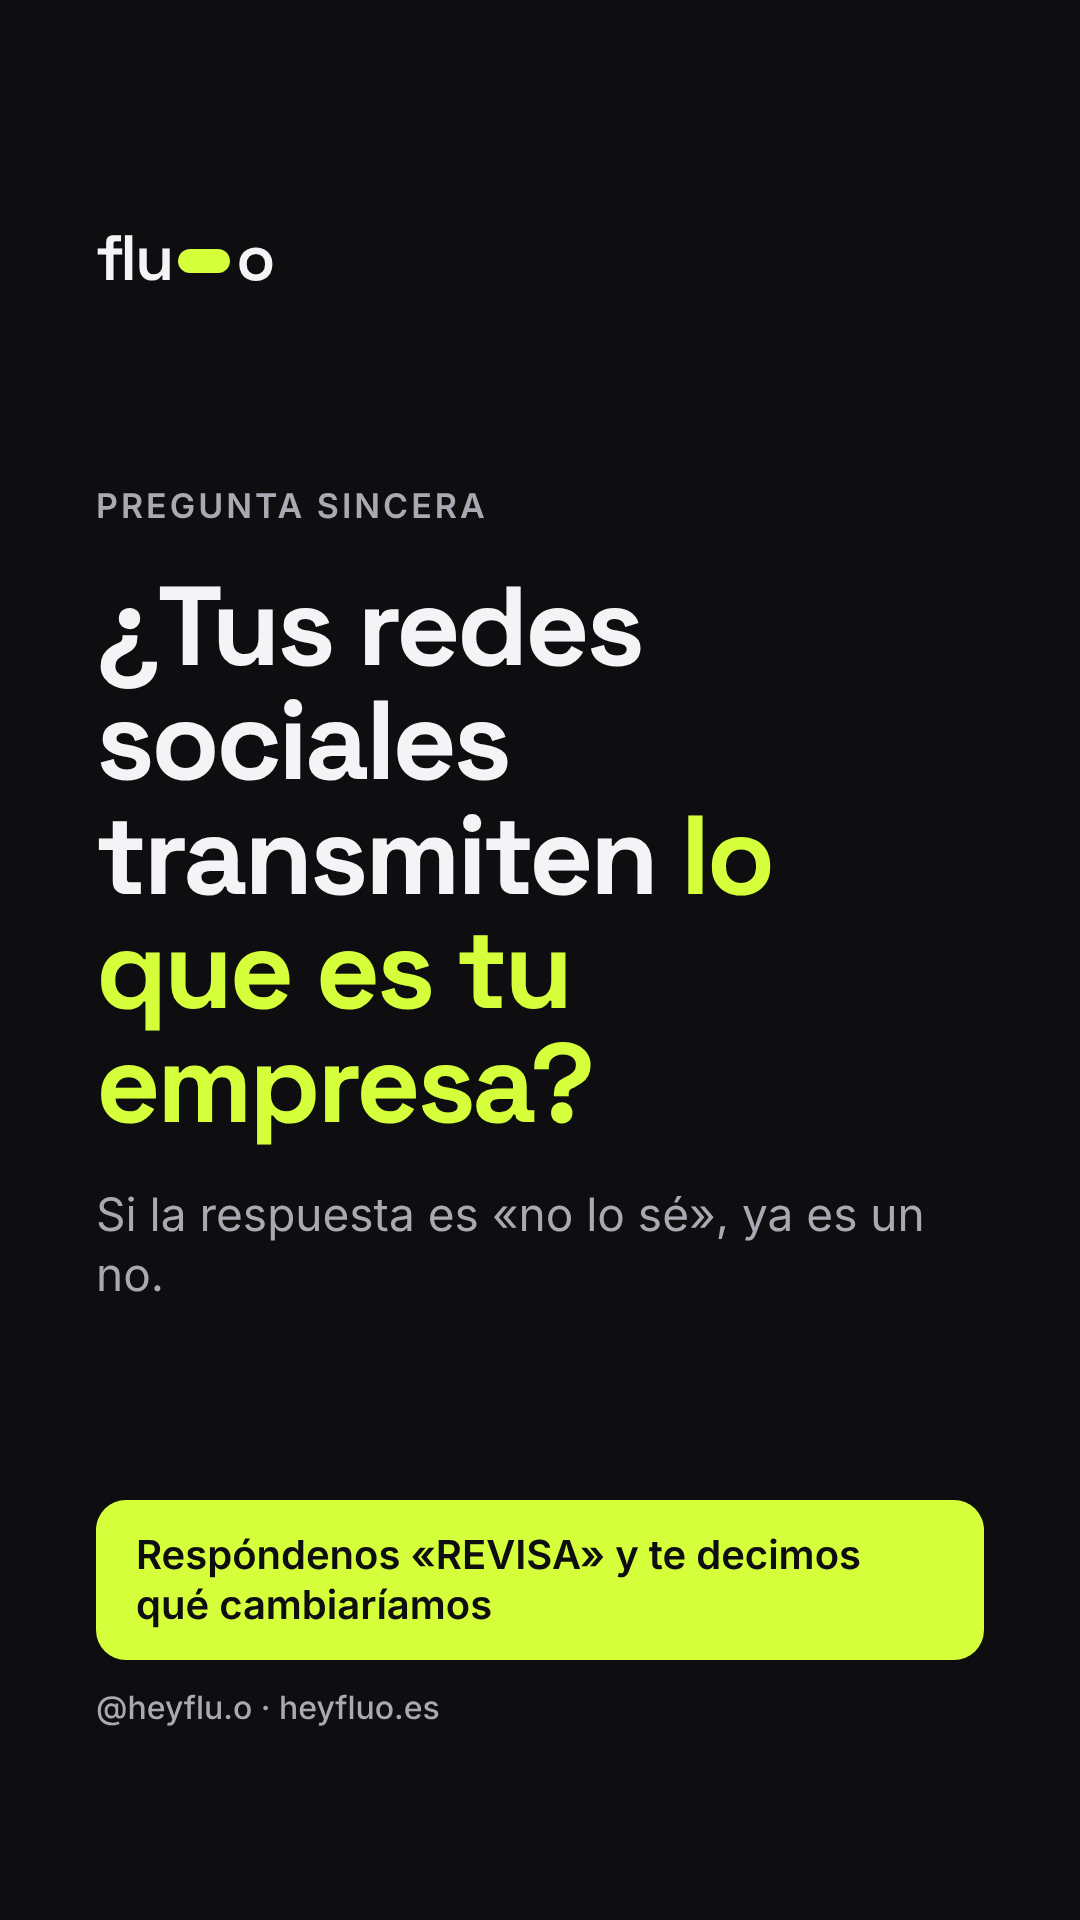 flu o
PREGUNTA SINCERA
¿Tus redes
sociales
transmiten lo
que es tu
empresa?
Si la respuesta es «no lo sé», ya es un
no.
Respóndenos «REVISA» y te decimos
qué cambiaríamos
@heyflu.o · heyfluo.es